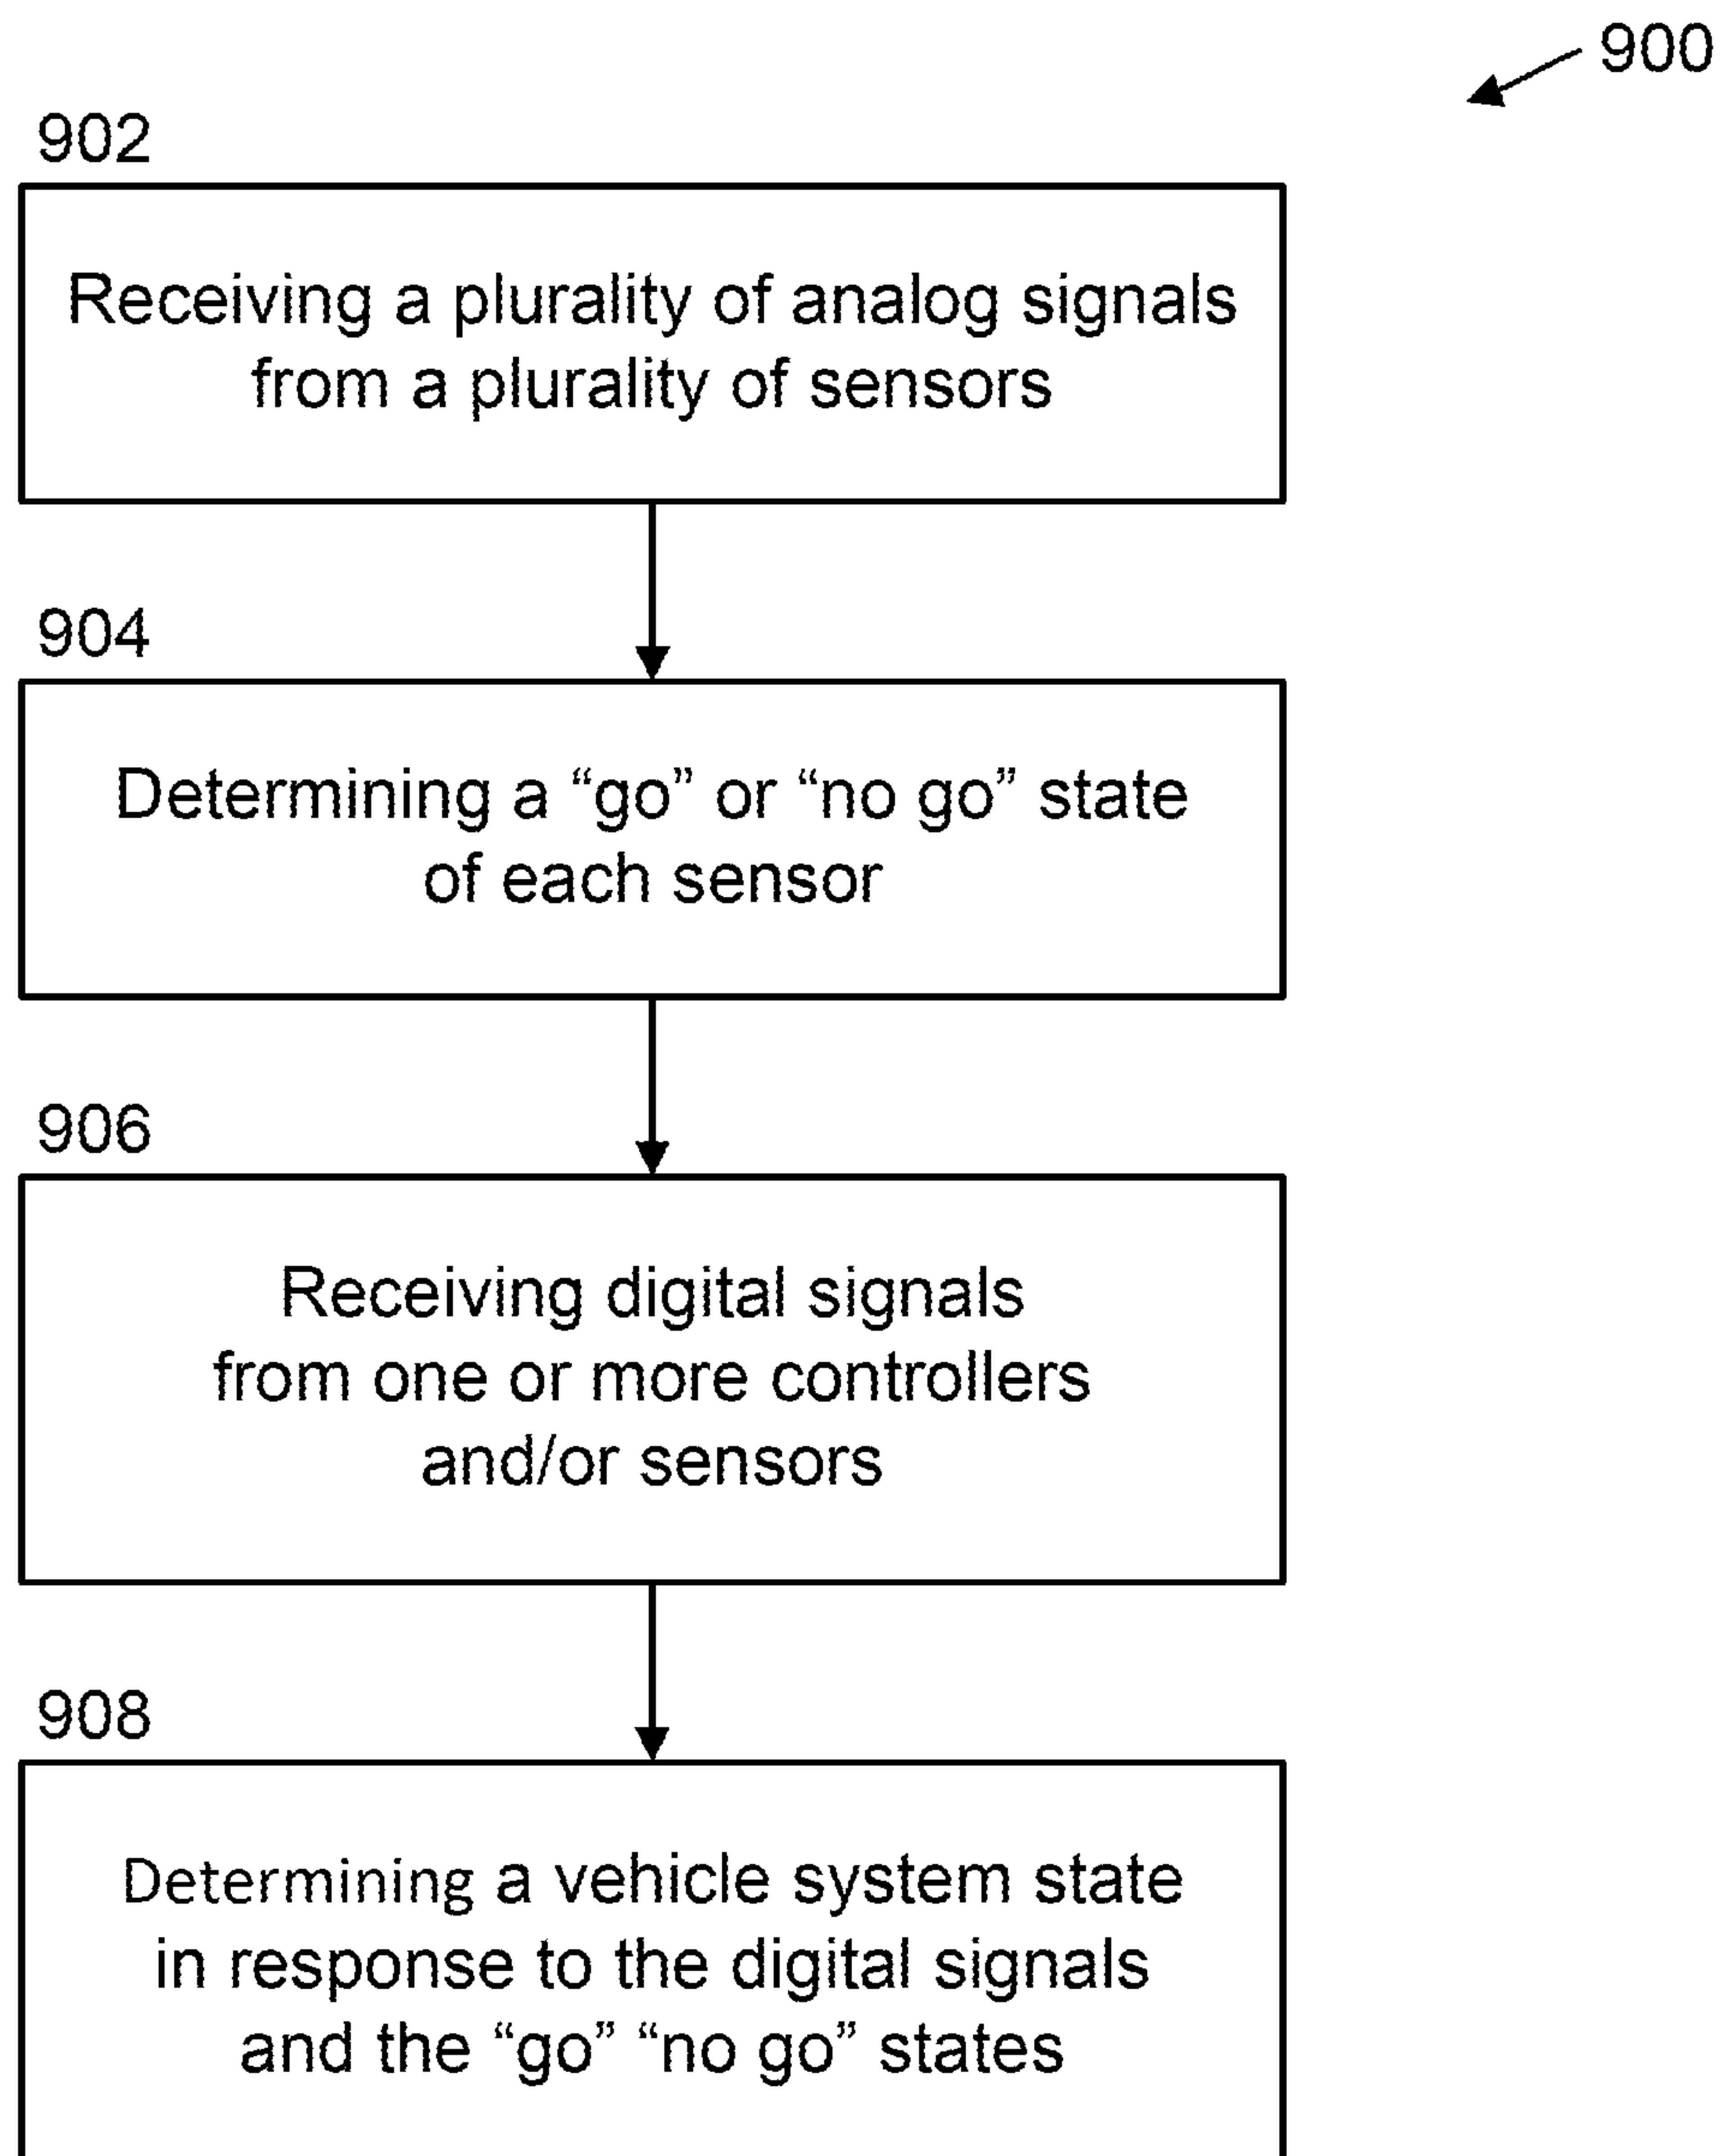 900
902
Receiving a plurality of analog signals
from a plurality of sensors
904
Determining a “go” or “no go” state
of each sensor
906
Receiving digital signals
from one or more controllers
and/or sensors
908
Determining a vehicle system state
in response to the digital signals
and the “go” “no go” states